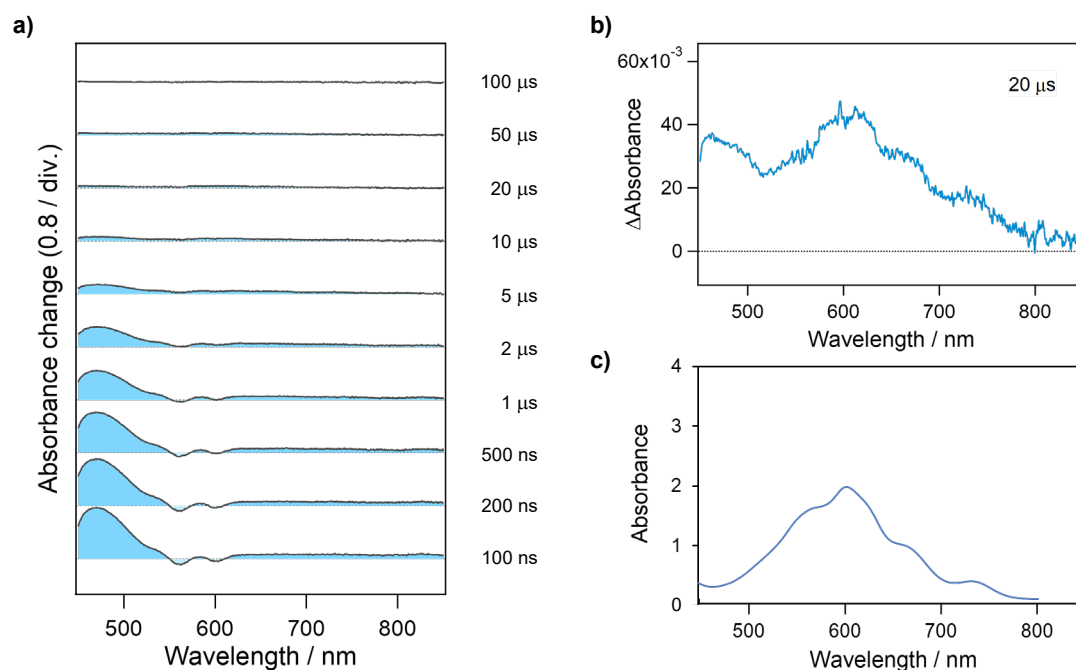 a)
Absorbance change (0.8 / div.)
100 μs
50 μs
20 μs
10 μs
5 μs
2 μs
1 μs
500 ns
200 ns
100 ns
500 600 700 800
Wavelength / nm
b)
60x10-3
40
20
0
ΔAbsorbance
20 μs
500 600 700 800
Wavelength / nm
c)
4
3
2
1
0
Absorbance
500 600 700 800
Wavelength / nm